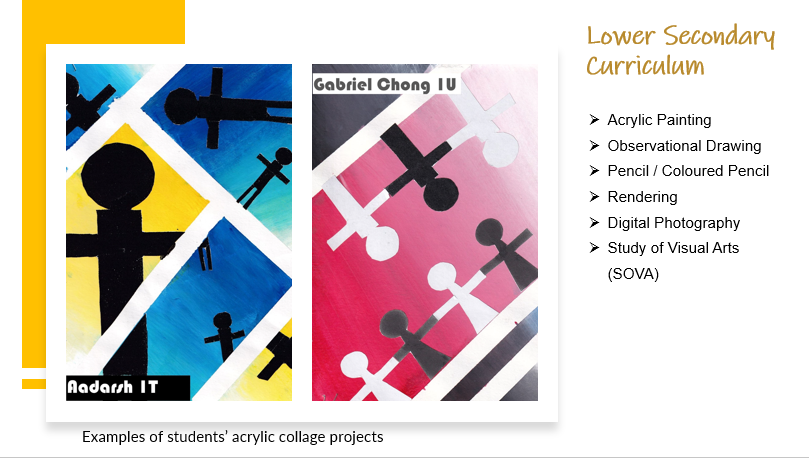 Lower Secondary
Curriculum
Gabriel Chong 1U
➢ Acrylic Painting
➢ Observational Drawing
➢ Pencil / Coloured Pencil
➢ Rendering
➢ Digital Photography
➢ Study of Visual Arts
(SOVA)
Aadarsh 1T
Examples of students’ acrylic collage projects